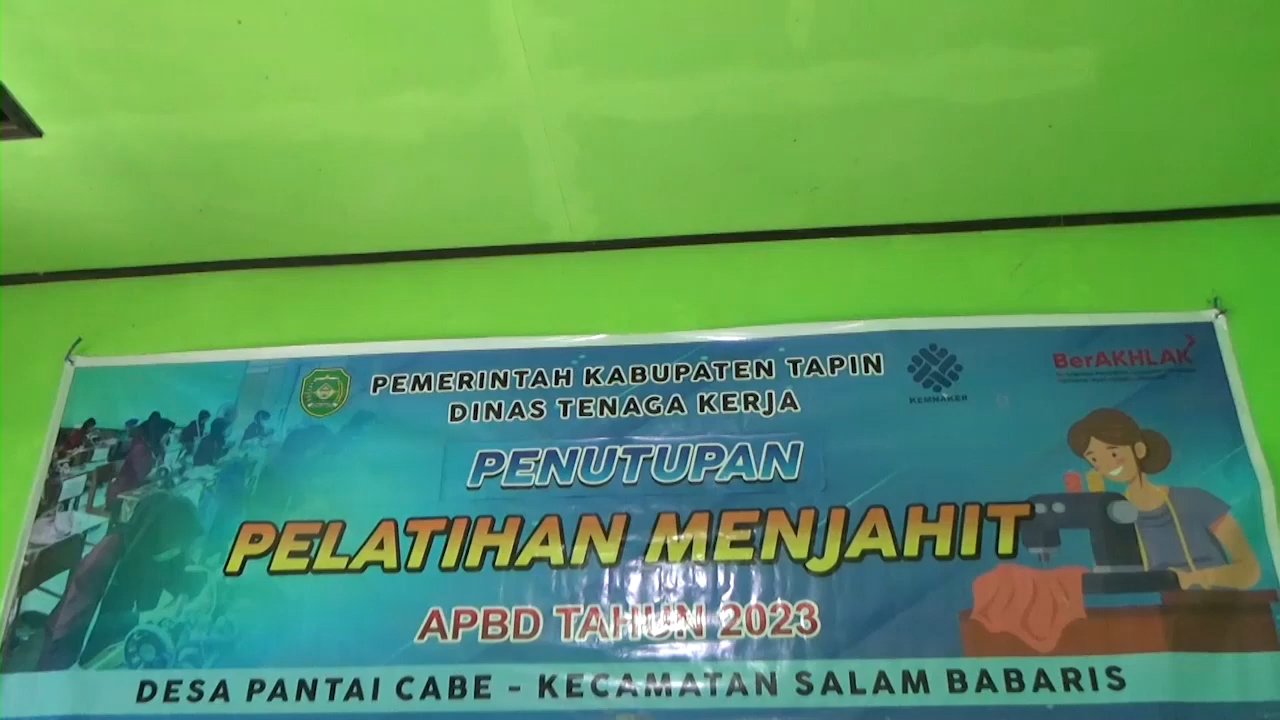 PEMERINTAH KABUPATEN TAPIN
DINAS TENAGA KERJA
KEMNAKER
BerAKHLAK
PENUTUPAN
PELATIHAN MENJAHIT
APBD TAHUN 2023
DESA PANTAI CABE - KECAMATAN SALAM BABARIS